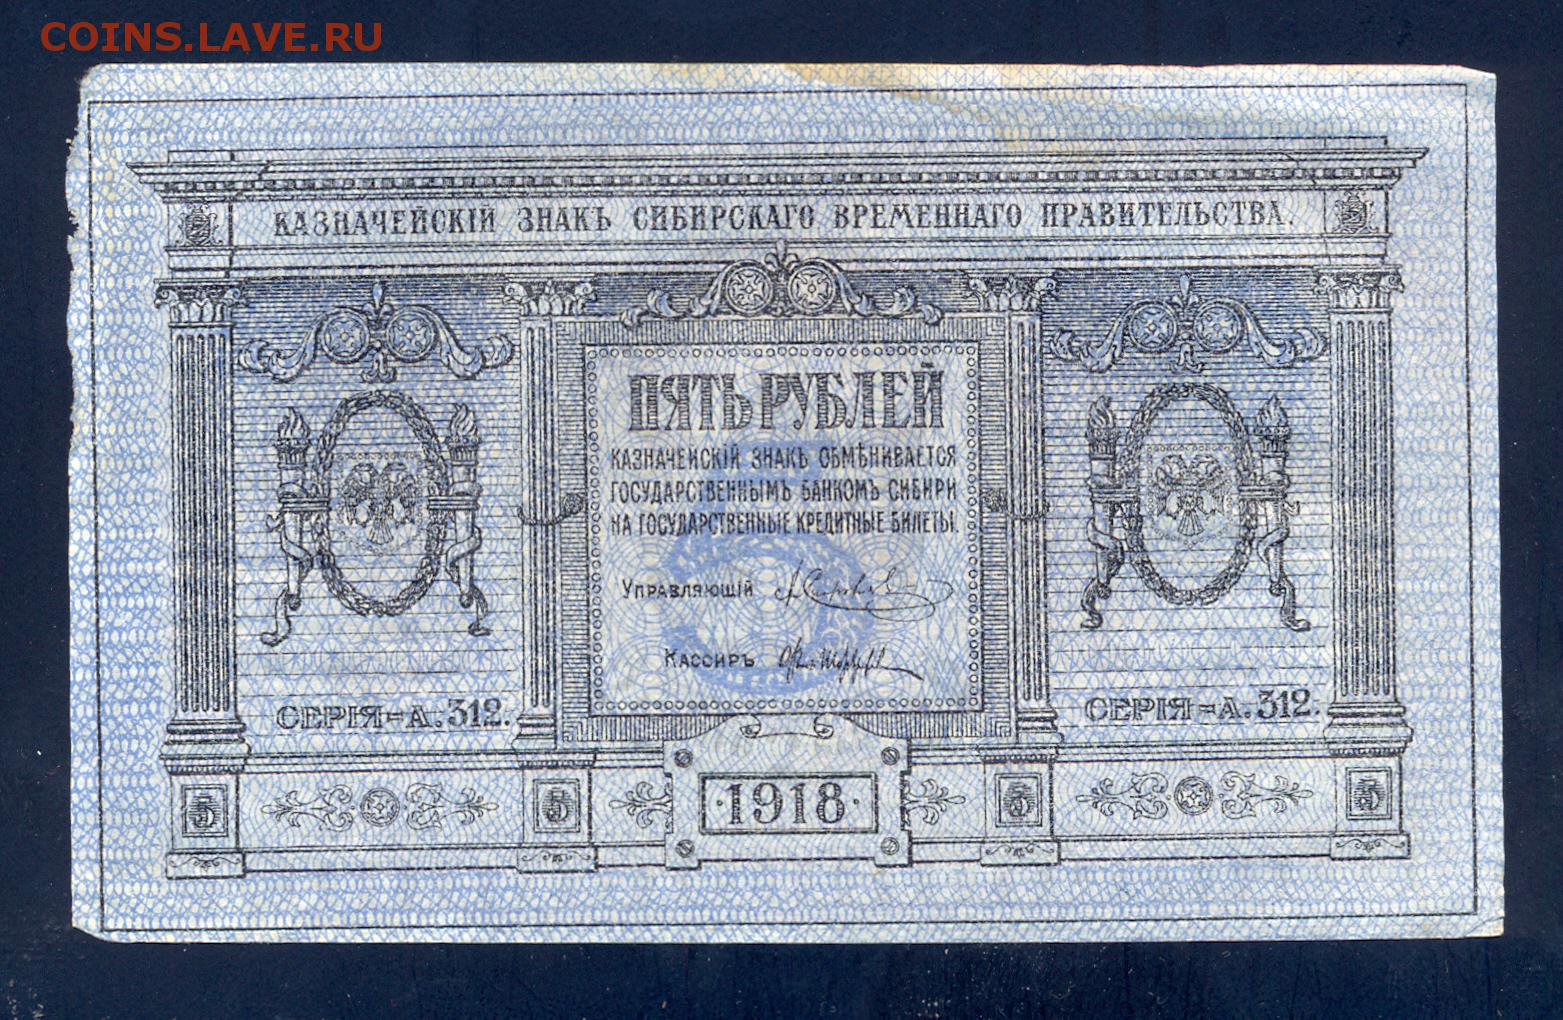 COINS.LAVE.RU
КАЗНАЧЕЙСКІЙ ЗНАКЪ СИБИРСКАГО ВРЕМЕННАГО ПРАВИТЕЛЬСТВА.
ПЯТЬ РУБЛЕЙ
КАЗНАЧЕЙСКІЙ ЗНАКЪ ОБМѢНИВАЕТСЯ
ГОСУДАРСТВЕННЫМЪ БАНКОМЪ СИБИРИ
НА ГОСУДАРСТВЕННЫЕ КРЕДИТНЫЕ БИЛЕТЫ.
5
УПРАВЛЯЮЩІЙ
КАССИРЪ
СЕРІЯ=А. 312.
СЕРІЯ=А. 312.
5 5 ·1918· 5 5